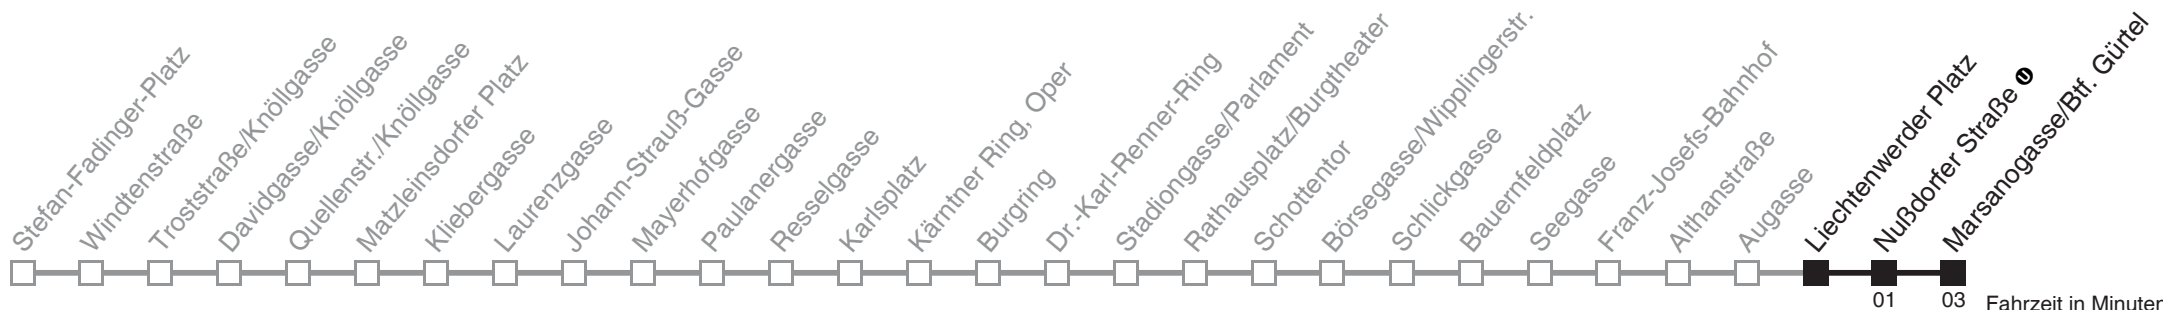 Stefan-Fadinger-Platz
Windtenstraße
Troststraße/Knöllgasse
Davidgasse/Knöllgasse
Quellenstr./Knöllgasse
Matzleinsdorfer Platz
Kliebergasse
Laurenzgasse
Johann-Strauß-Gasse
Mayerhofgasse
Paulanergasse
Resselgasse
Karlsplatz
Kärntner Ring, Oper
Burgring
Dr.-Karl-Renner-Ring
Stadiongasse/Parlament
Rathausplatz/Burgtheater
Schottentor
Börsegasse/Wipplingerstr.
Schlickgasse
Bauernfeldplatz
Seegasse
Franz-Josefs-Bahnhof
Althanstraße
Augasse
Liechtenwerder Platz
Nußdorfer Straße U
Marsanogasse/Btf. Gürtel
01 03 Fahrzeit in Minuten